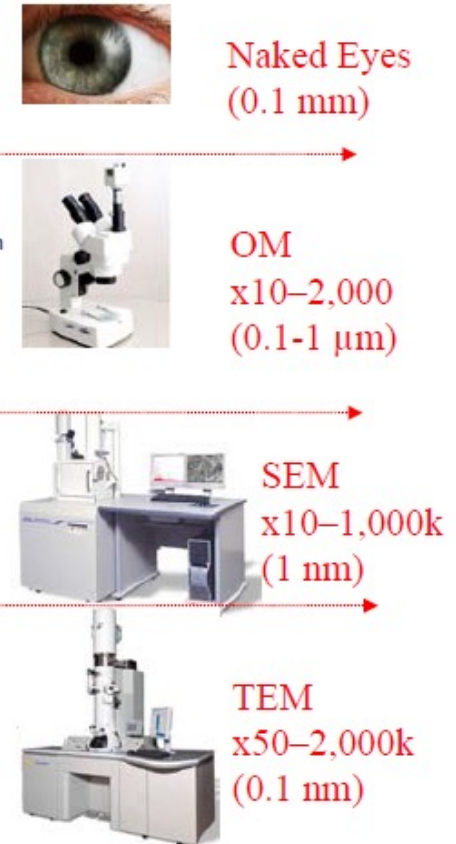 Naked Eyes
(0.1 mm)
OM
x10–2,000
(0.1-1 µm)
SEM
x10–1,000k
(1 nm)
TEM
x50–2,000k
(0.1 nm)